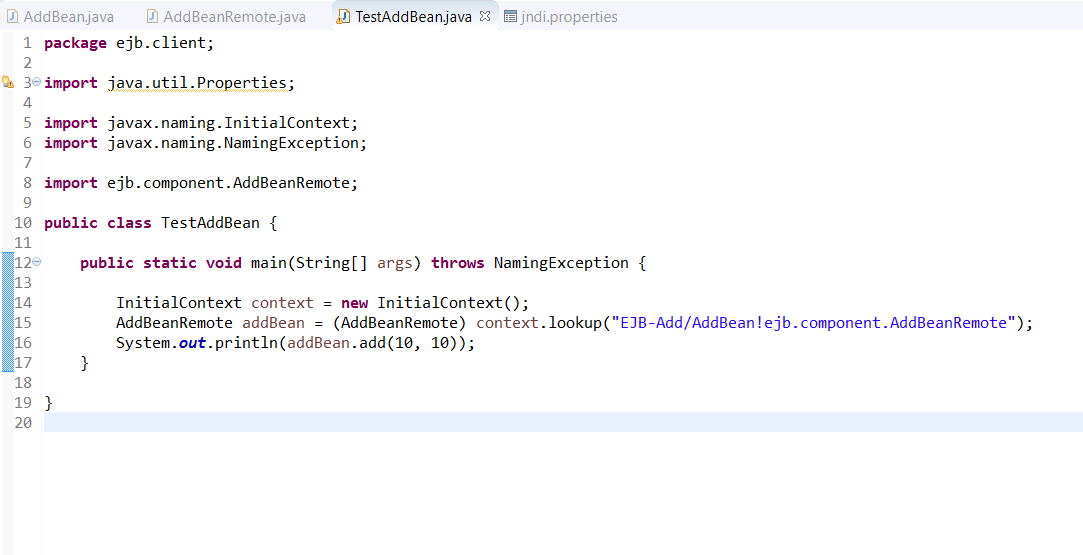 AddBean.java AddBeanRemote.java TestAddBean.java jndi.properties
1 package ejb.client;
2
3 import java.util.Properties;
4
5 import javax.naming.InitialContext;
6 import javax.naming.NamingException;
7
8 import ejb.component.AddBeanRemote;
9
10 public class TestAddBean {
11
12 public static void main(String[] args) throws NamingException {
13
14 InitialContext context = new InitialContext();
15 AddBeanRemote addBean = (AddBeanRemote) context.lookup("EJB-Add/AddBean!ejb.component.AddBeanRemote");
16 System.out.println(addBean.add(10, 10));
17 }
18
19 }
20